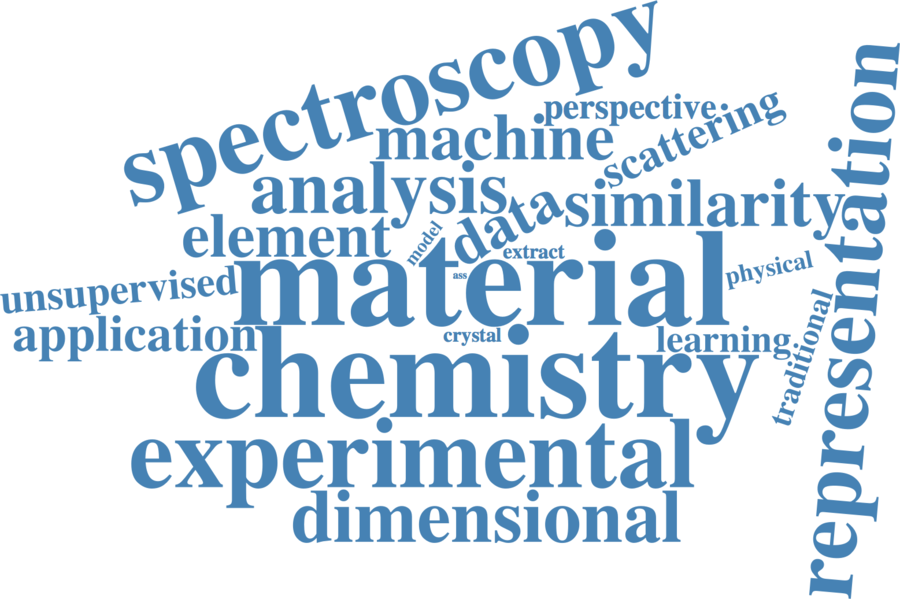 spectroscopy
perspective
machine
scattering
analysis
data
similarity
representation
element
model
extract
material
ass
physical
unsupervised
application
crystal
learning
traditional
chemistry
experimental
dimensional